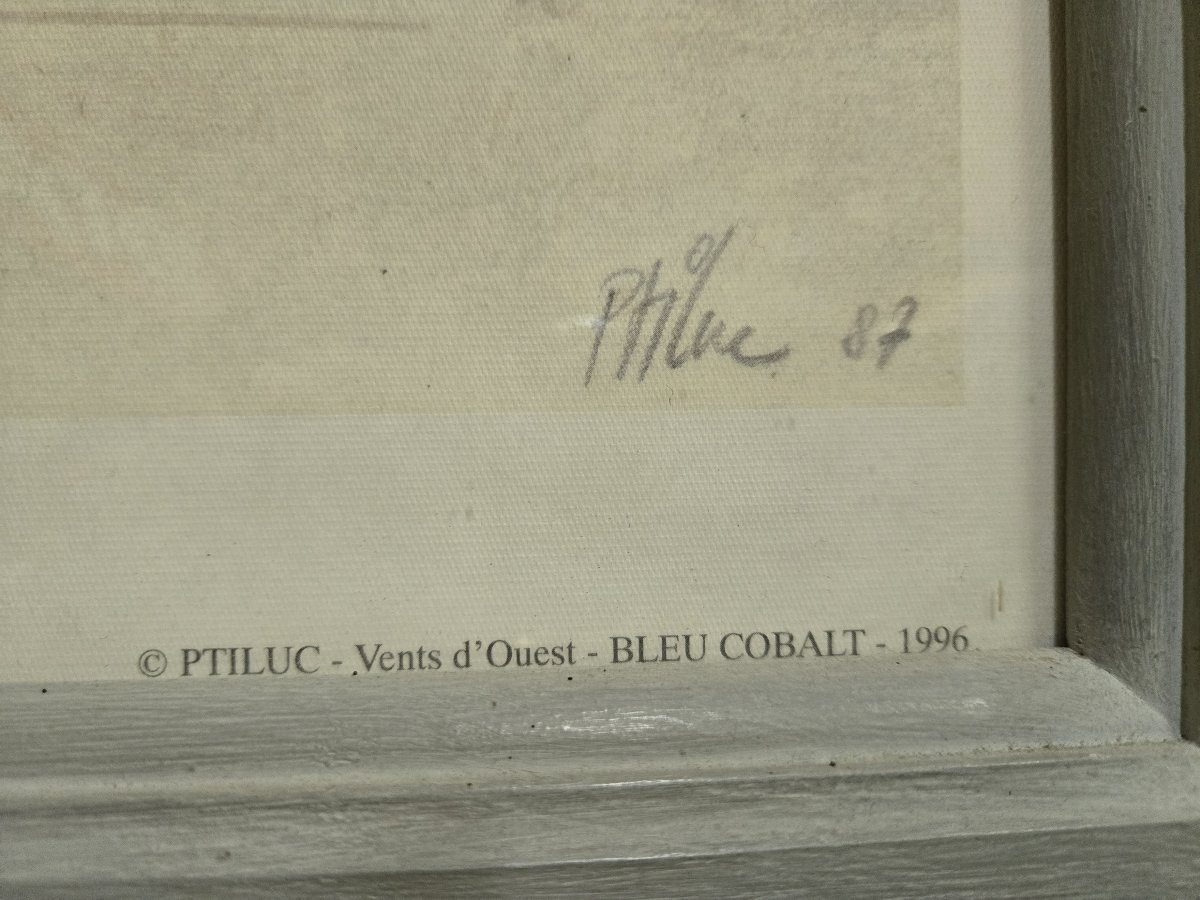 Ptiluc 87
© PTILUC - Vents d'Ouest - BLEU COBALT - 1996